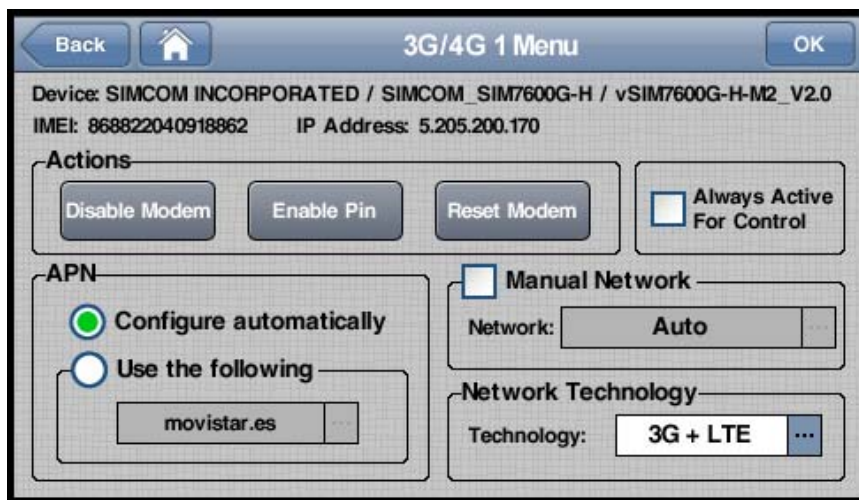 Back
3G/4G 1 Menu
OK
Device: SIMCOM INCORPORATED / SIMCOM_SIM7600G-H / vSIM7600G-H-M2_V2.0
IMEI: 868822040918862 IP Address: 5.205.200.170
Actions
Disable Modem
Enable Pin
Reset Modem
Always Active
For Control
APN
Configure automatically
Use the following
movistar.es
...
Manual Network
Network:
Auto
...
Network Technology
Technology:
3G + LTE
...